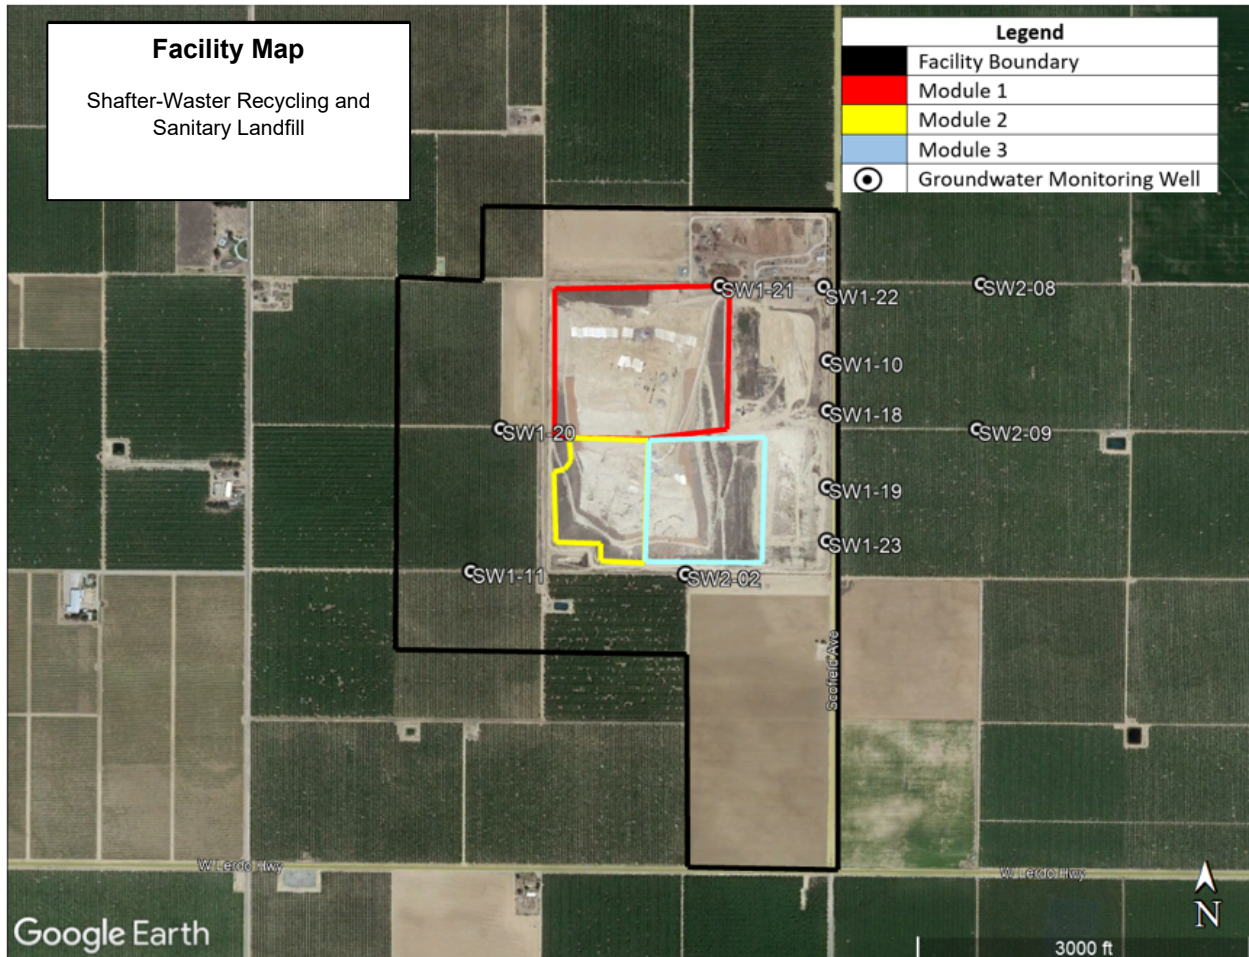 Facility Map
Shafter-Waster Recycling and
Sanitary Landfill
Legend
Facility Boundary
Module 1
Module 2
Module 3
Groundwater Monitoring Well
SW1-21
SW1-22
SW2-08
SW1-10
SW1-18
SW1-20
SW2-09
SW1-19
SW1-23
SW1-11
SW2-02
Scofield Ave
W Lerdo Hwy
W Lerdo Hwy
N
Google Earth
3000 ft